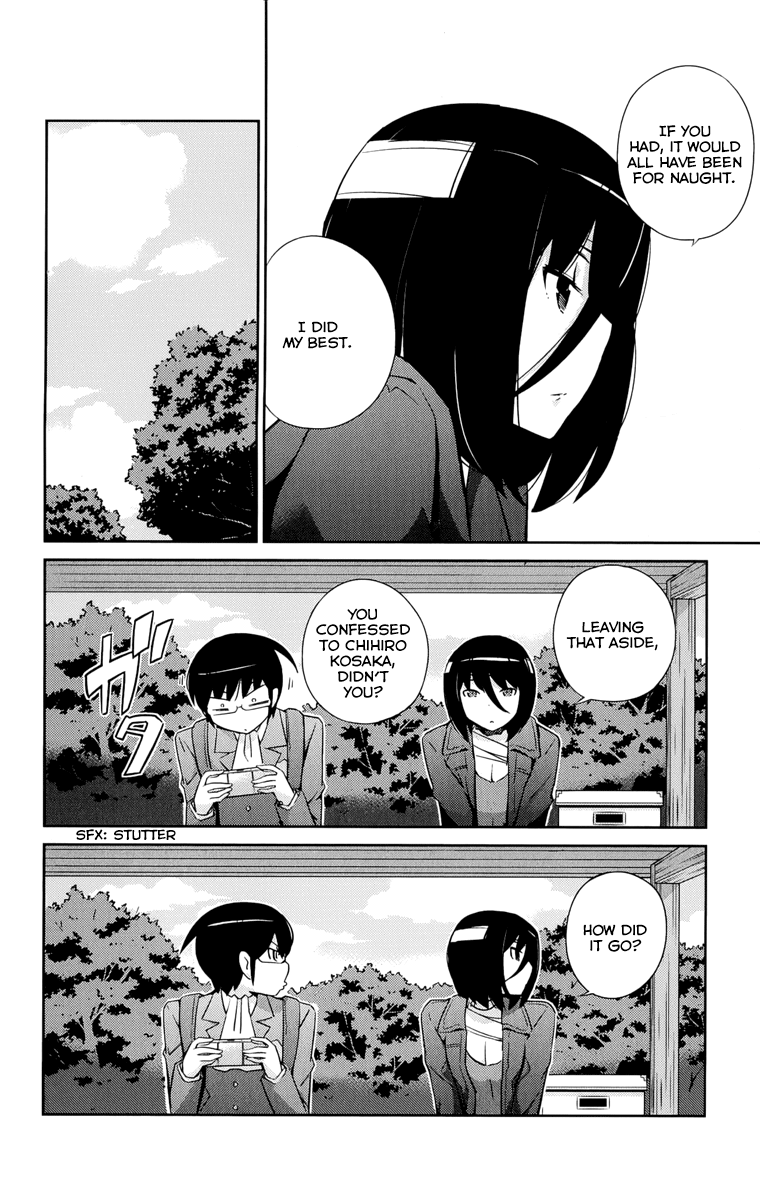 IF YOU
HAD, IT WOULD
ALL HAVE BEEN
FOR NAUGHT.
I DID
MY BEST.
LEAVING
THAT ASIDE,
YOU
CONFESSED
TO CHIHIRO
KOSAKA,
DIDN'T
YOU?
ガタ
SFX: STUTTER
HOW DID
IT GO?